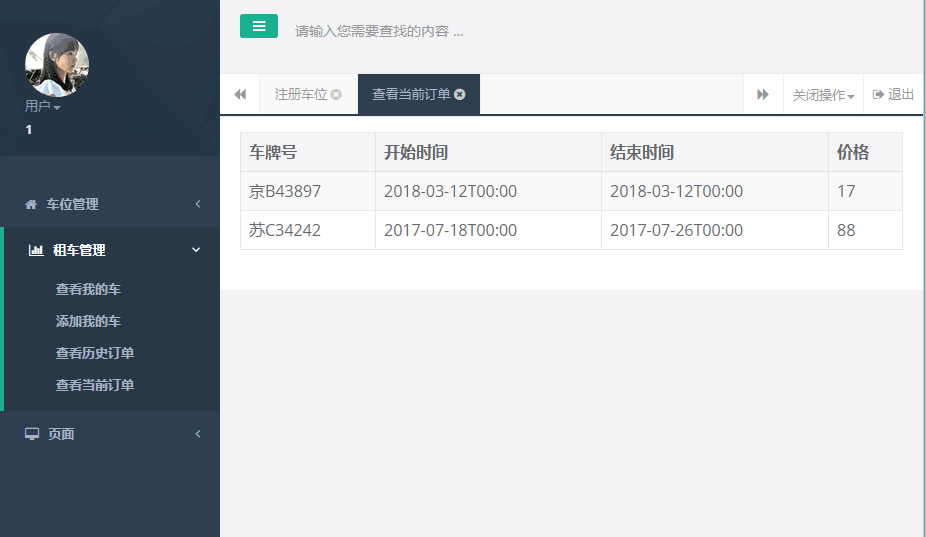 用户
1
车位管理
租车管理
查看我的车
添加我的车
查看历史订单
查看当前订单
页面
请输入您需要查找的内容 …
注册车位 查看当前订单 关闭操作 退出
车牌号 开始时间 结束时间 价格
京B43897 2018-03-12T00:00 2018-03-12T00:00 17
苏C34242 2017-07-18T00:00 2017-07-26T00:00 88